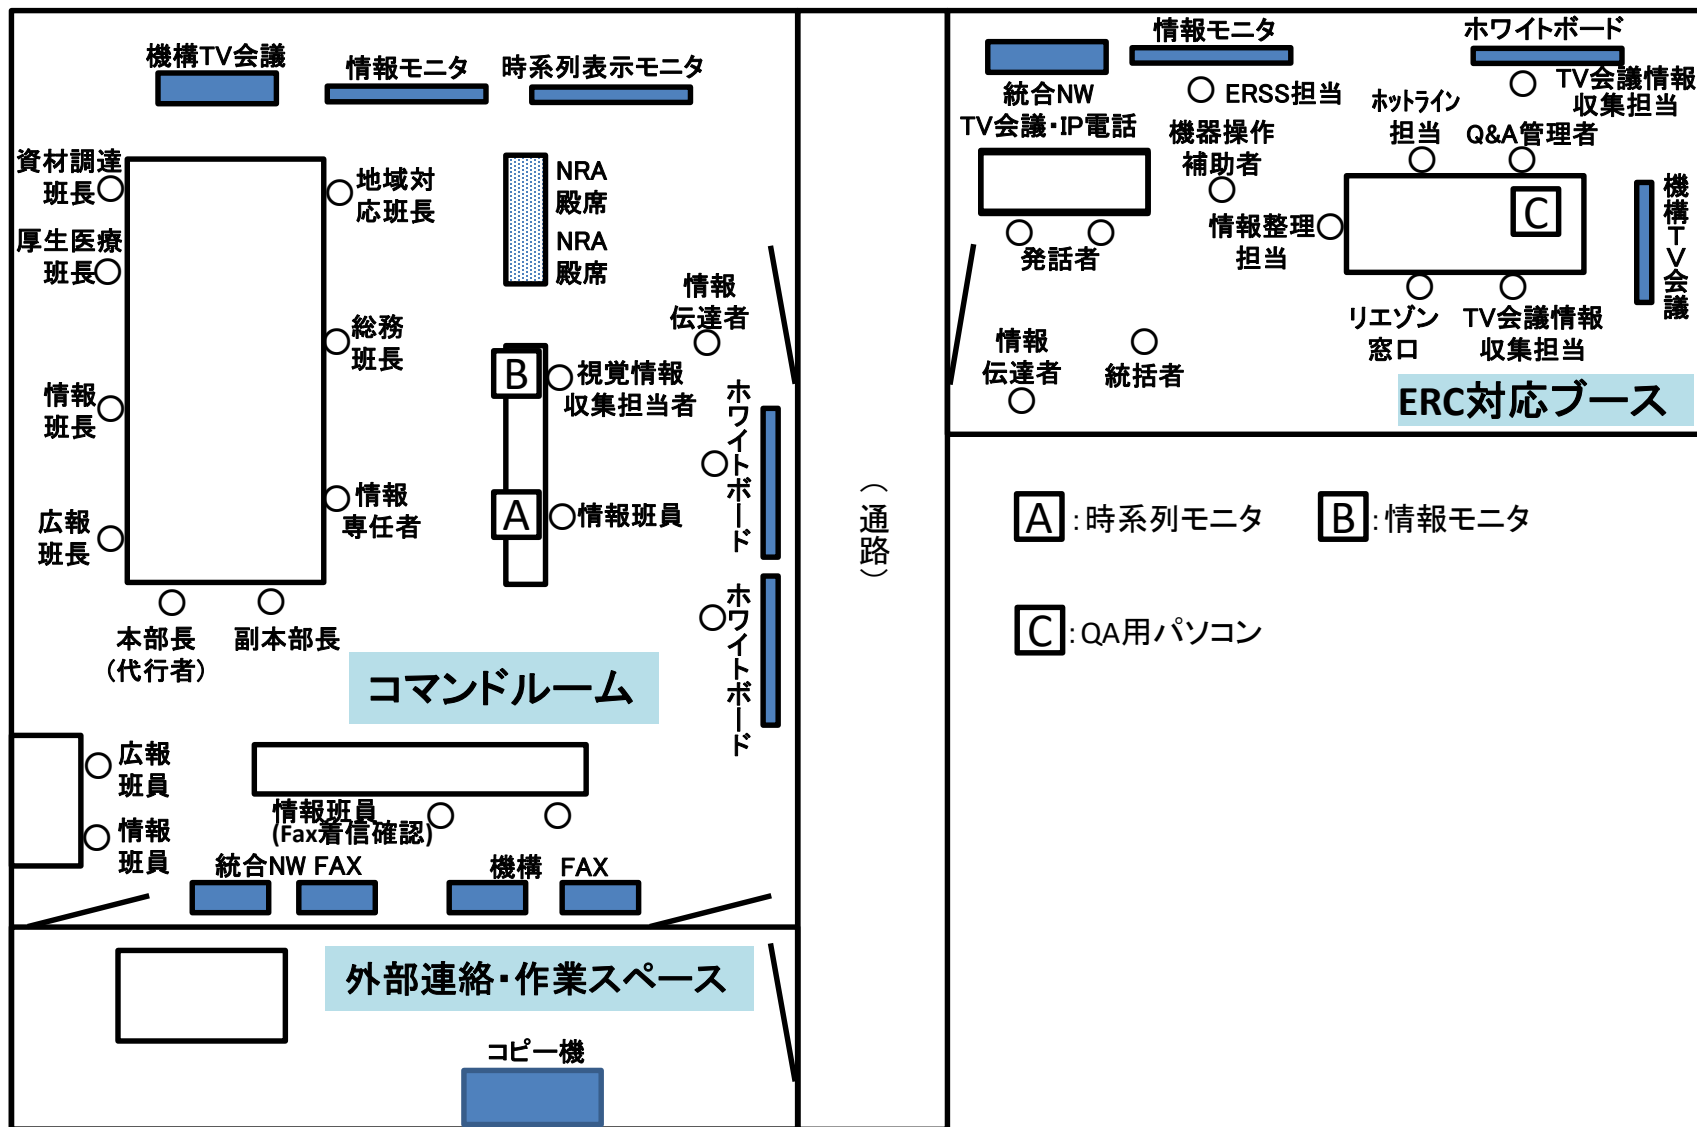 機構TV会議
情報モニタ
時系列表示モニタ
資材調達
班長
厚生医療
班長
情報
班長
広報
班長
地域対
応班長
総務
班長
情報
専任者
本部長
(代行者)
副本部長
NRA
殿席
NRA
殿席
情報
伝達者
B
視覚情報
収集担当者
A
情報班員
ホワイトボード
ホワイトボード
コマンドルーム
広報
班員
情報
班員
情報班員
(Fax着信確認)
統合NW FAX
機構 FAX
外部連絡・作業スペース
コピー機
(通路)
統合NW
TV会議・IP電話
情報モニタ
ホワイトボード
ERSS担当
機器操作
補助者
発話者
ホットライン
担当
TV会議情報
収集担当
Q&A管理者
C
情報整理
担当
機構TV会議
リエゾン
窓口
TV会議情報
収集担当
情報
伝達者
統括者
ERC対応ブース
A:時系列モニタ
B:情報モニタ
C:QA用パソコン